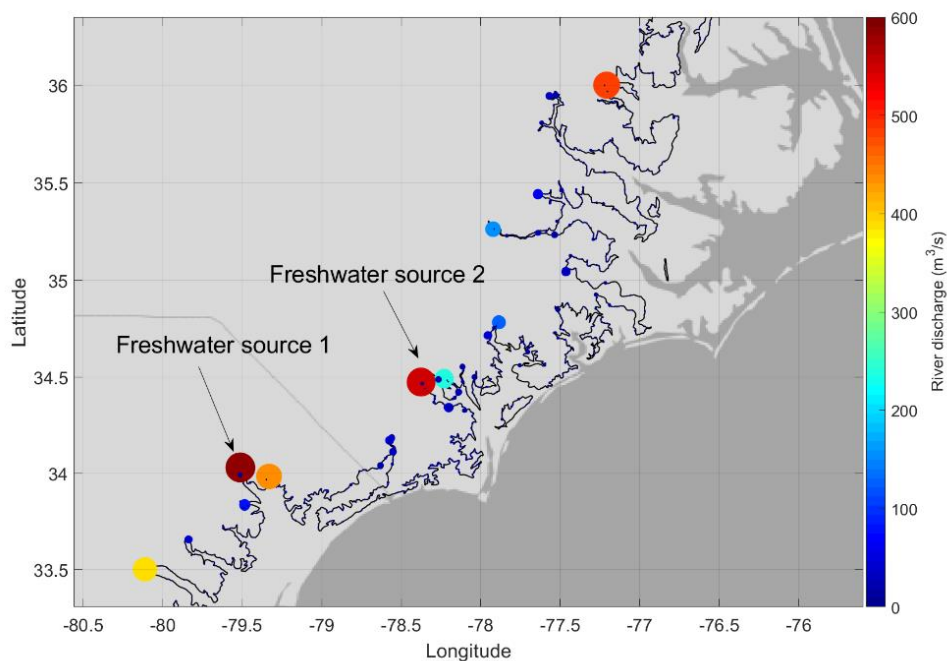 600
36
500
35.5
400
Freshwater source 2
35
300
Freshwater source 1
34.5
200
34
100
33.5
0
-80.5 -80 -79.5 -79 -78.5 -78 -77.5 -77 -76.5 -76
Longitude
Latitude
River discharge (m³/s)